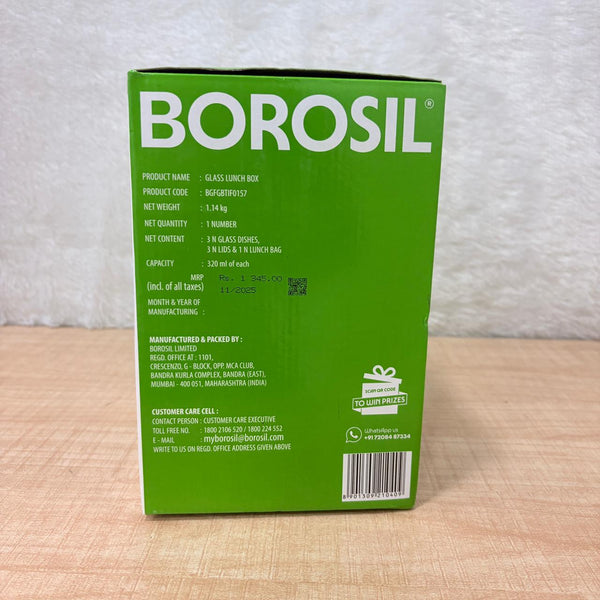 BOROSIL®
PRODUCT NAME : GLASS LUNCH BOX
PRODUCT CODE : BGFGBTIF0157
NET WEIGHT : 1.14 kg
NET QUANTITY : 1 NUMBER
NET CONTENT : 3 N GLASS DISHES,
3 N LIDS & 1 N LUNCH BAG
CAPACITY : 320 ml of each
MRP Rs. 1 345.00
(incl. of all taxes) 11/2025
MONTH & YEAR OF
MANUFACTURING :
MANUFACTURED & PACKED BY :
BOROSIL LIMITED
REGD. OFFICE AT : 1101,
CRESCENZO, G - BLOCK, OPP. MCA CLUB,
BANDRA KURLA COMPLEX, BANDRA (EAST),
MUMBAI - 400 051, MAHARASHTRA (INDIA)
CUSTOMER CARE CELL :
CONTACT PERSON : CUSTOMER CARE EXECUTIVE
TOLL FREE NO. : 1800 2106 520 / 1800 224 552
E - MAIL : myborosil@borosil.com
WRITE TO US ON REGD. OFFICE ADDRESS GIVEN ABOVE
SCAN QR CODE
TO WIN PRIZES
WhatsApp us
+91 72084 87334
8 901309 210409